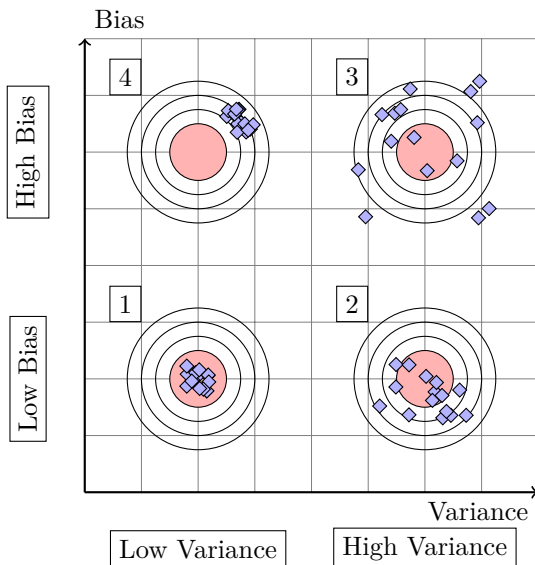 Bias
4
3
High Bias
1
2
Low Bias
Variance
Low Variance
High Variance